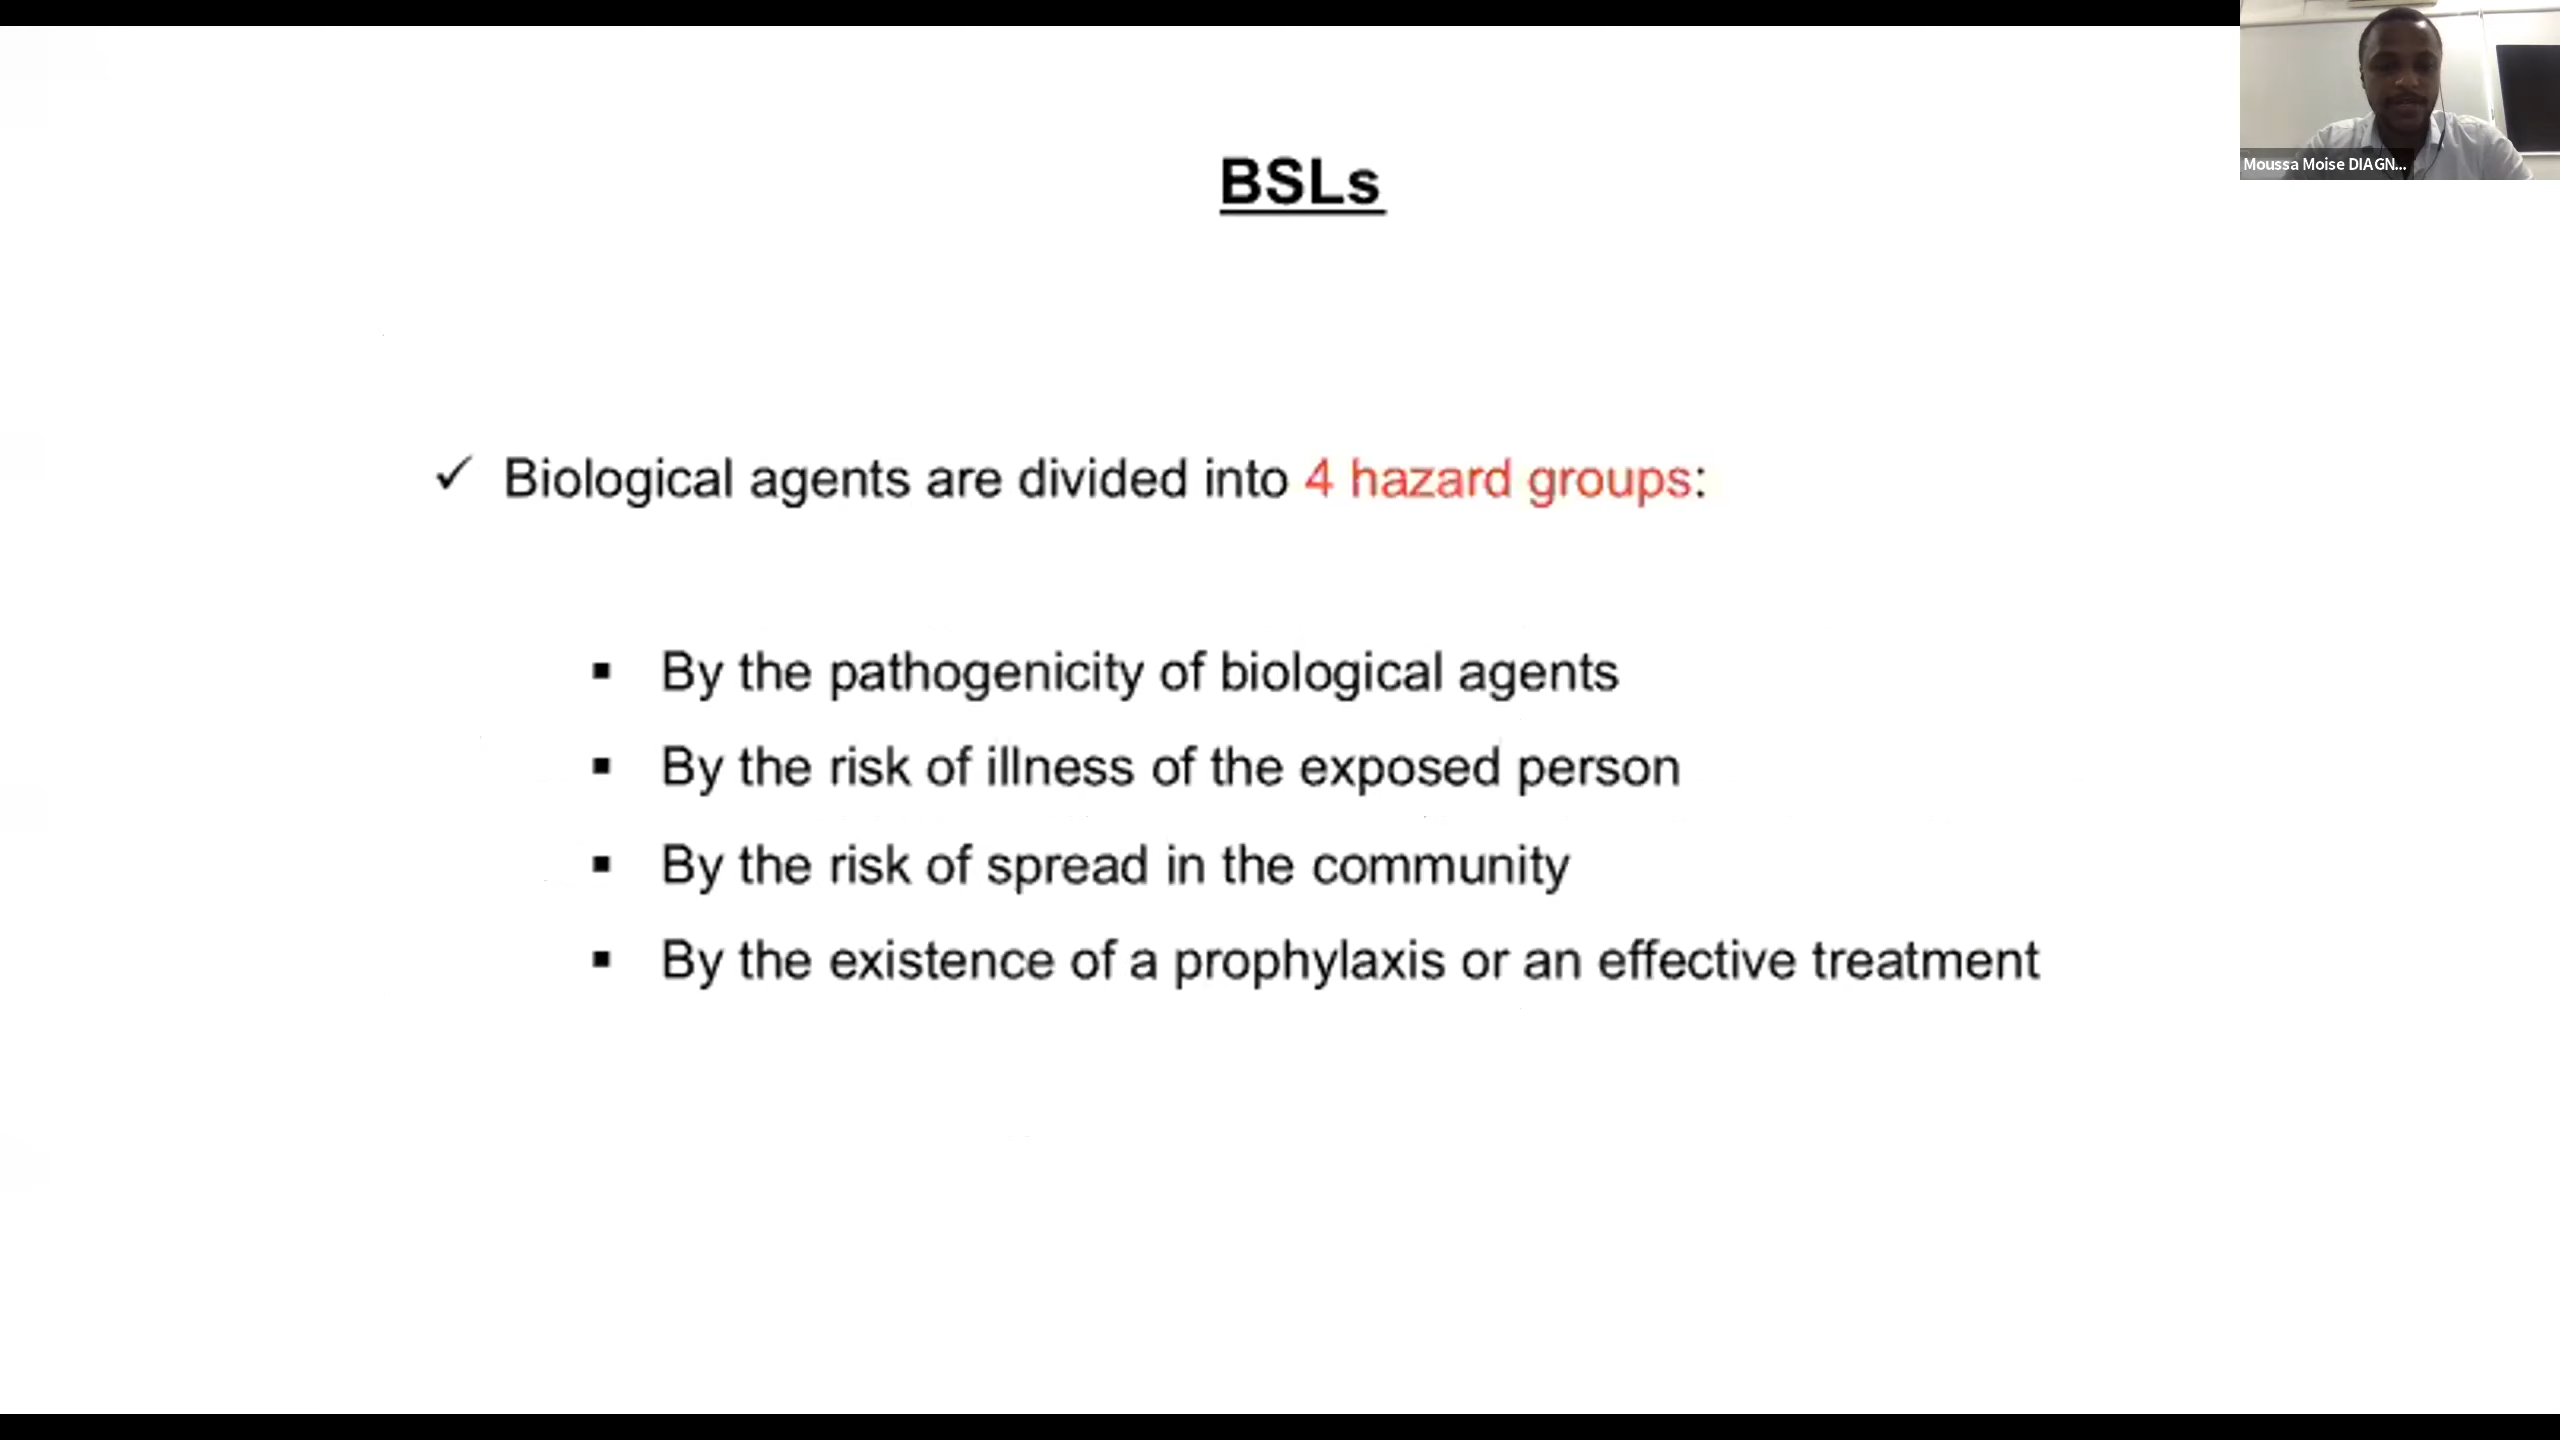 BSLs
Moussa Moise DIAGN...
✓ Biological agents are divided into 4 hazard groups:
▪ By the pathogenicity of biological agents
▪ By the risk of illness of the exposed person
▪ By the risk of spread in the community
▪ By the existence of a prophylaxis or an effective treatment